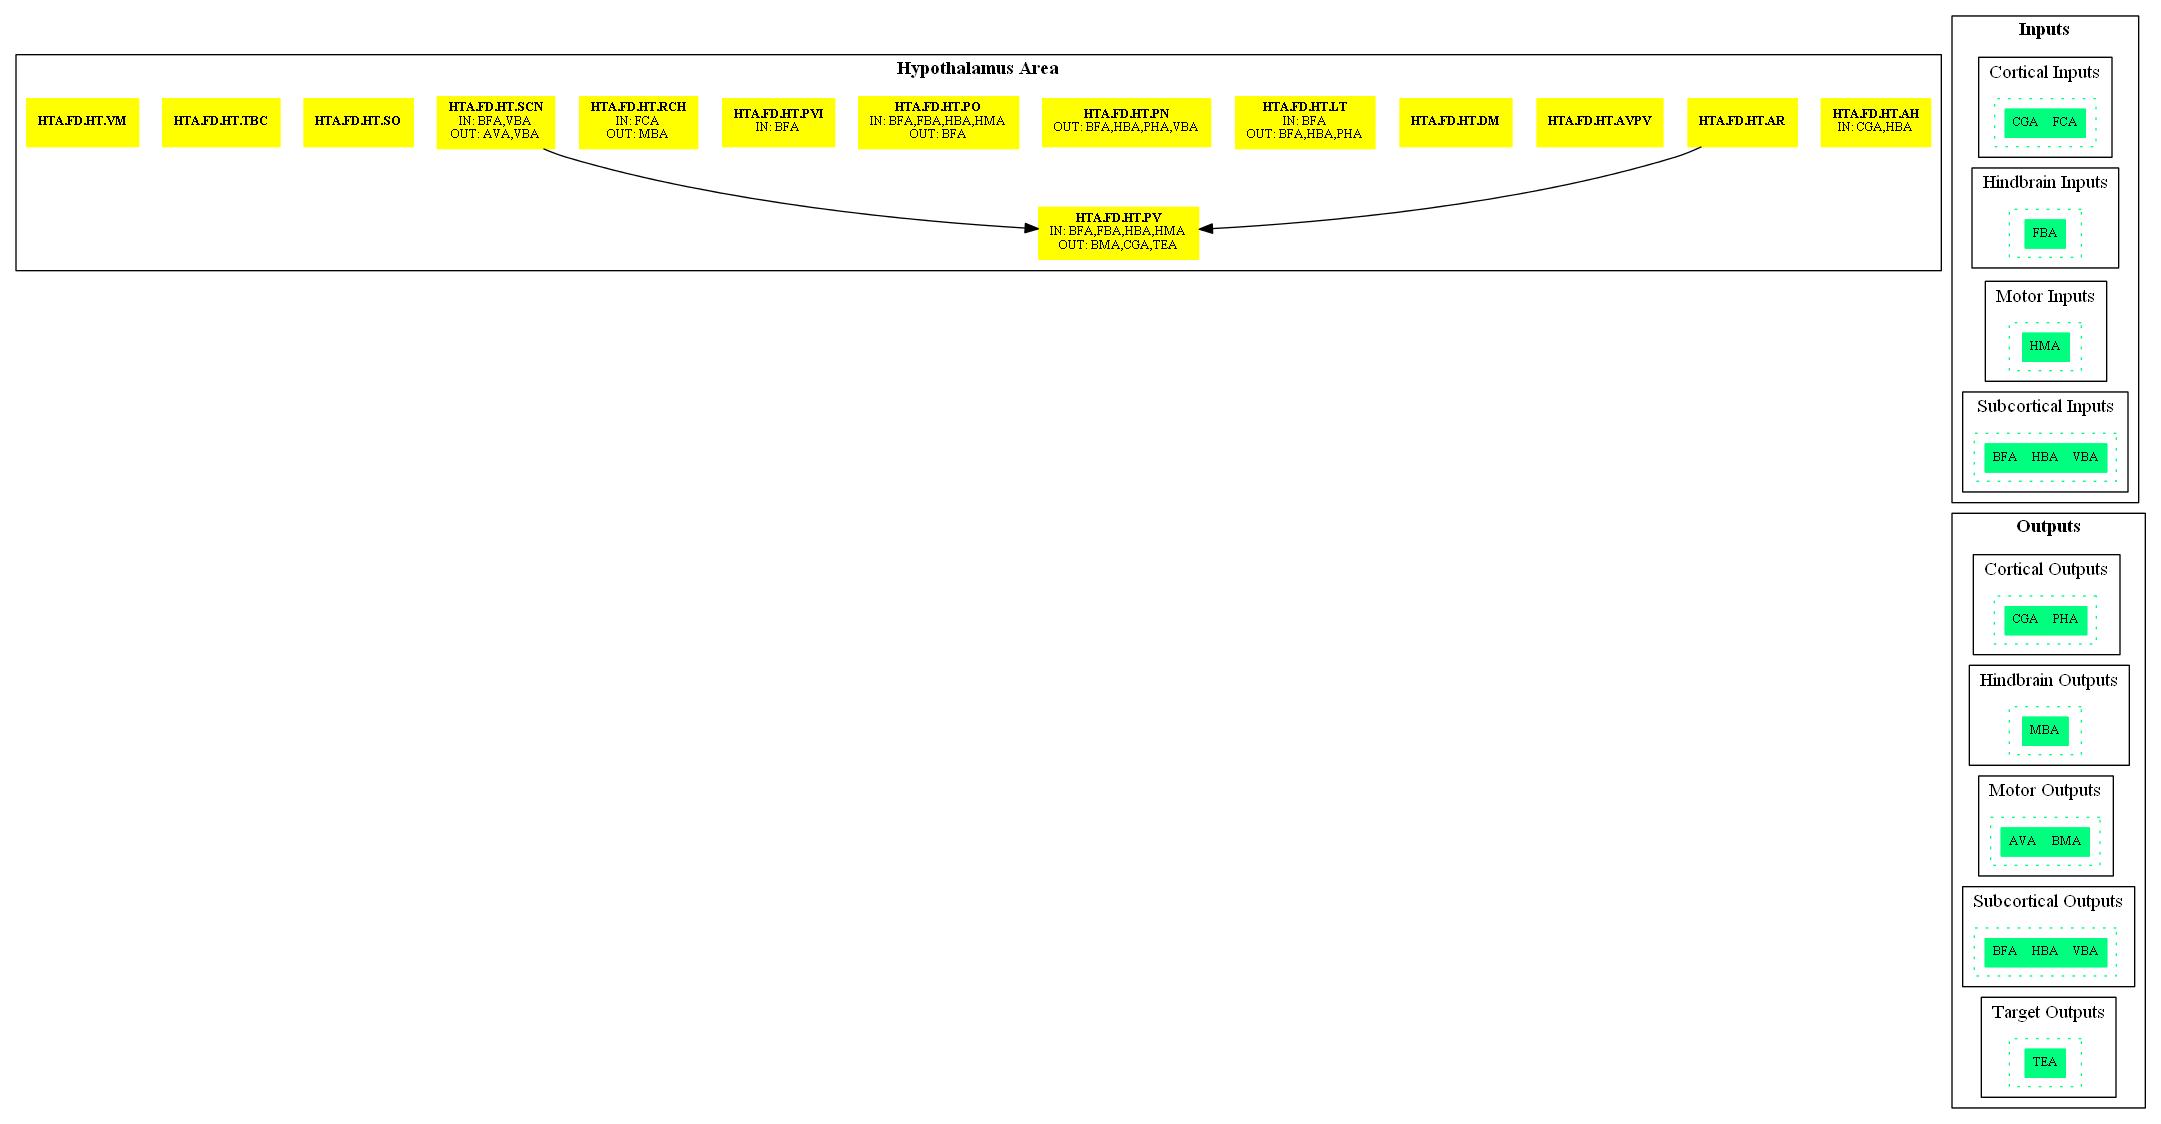 Hypothalamus Area
HTA.FD.HT.VM
HTA.FD.HT.TBC
HTA.FD.HT.SO
HTA.FD.HT.SCN
IN: BFA,VBA
OUT: AVA,VBA
HTA.FD.HT.RCH
IN: FCA
OUT: MBA
HTA.FD.HT.PVI
IN: BFA
HTA.FD.HT.PO
IN: BFA,FBA,HBA,HMA
OUT: BFA
HTA.FD.HT.PN
OUT: BFA,HBA,PHA,VBA
HTA.FD.HT.LT
IN: BFA
OUT: BFA,HBA,PHA
HTA.FD.HT.DM
HTA.FD.HT.AVPV
HTA.FD.HT.AR
HTA.FD.HT.AH
IN: CGA,HBA
HTA.FD.HT.PV
IN: BFA,FBA,HBA,HMA
OUT: BMA,CGA,TEA
Inputs
Cortical Inputs
CGA FCA
Hindbrain Inputs
FBA
Motor Inputs
HMA
Subcortical Inputs
BFA HBA VBA
Outputs
Cortical Outputs
CGA PHA
Hindbrain Outputs
MBA
Motor Outputs
AVA BMA
Subcortical Outputs
BFA HBA VBA
Target Outputs
TEA